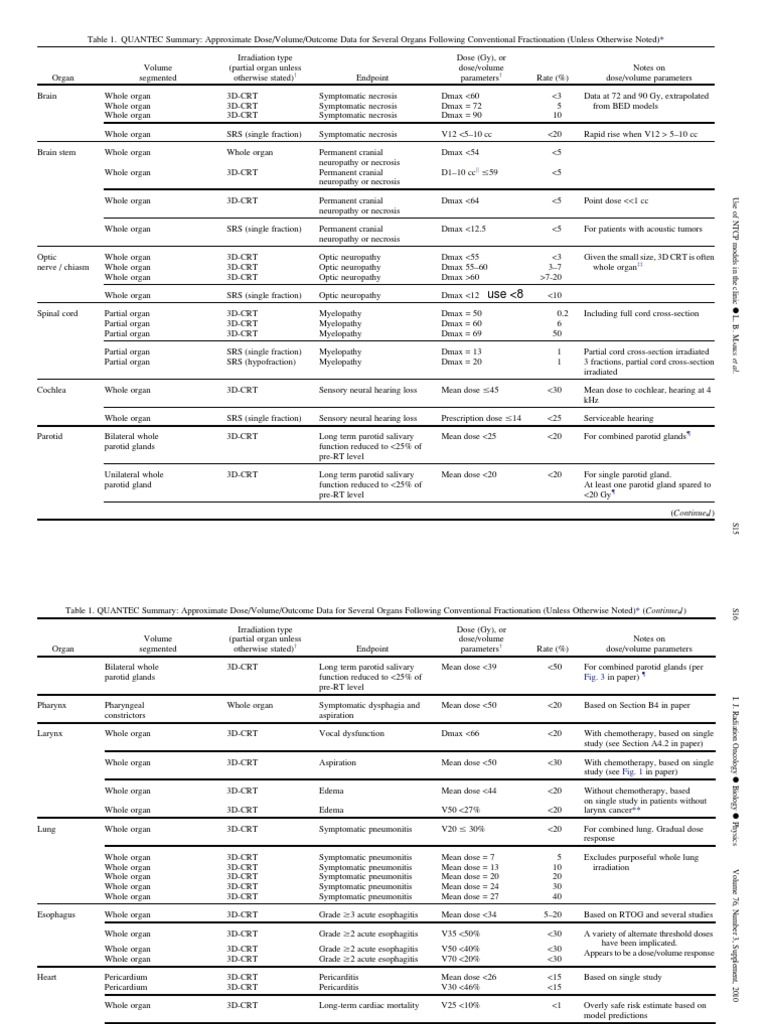 Table 1. QUANTEC Summary: Approximate Dose/Volume/Outcome Data for Several Organs Following Conventional Fractionation (Unless Otherwise Noted)*
Organ Volume segmented Irradiation type (partial organ unless otherwise stated)† Endpoint Dose (Gy), or dose/volume parameters† Rate (%) Notes on dose/volume parameters
Brain Whole organ 3D-CRT Symptomatic necrosis Dmax <60 <3 Data at 72 and 90 Gy, extrapolated
Whole organ 3D-CRT Symptomatic necrosis Dmax = 72 5 from BED models
Whole organ 3D-CRT Symptomatic necrosis Dmax = 90 10
Whole organ SRS (single fraction) Symptomatic necrosis V12 <5–10 cc <20 Rapid rise when V12 > 5–10 cc
Brain stem Whole organ Whole organ Permanent cranial Dmax <54 <5
neuropathy or necrosis
Whole organ 3D-CRT Permanent cranial D1–10 cc|| ≤59 <5
neuropathy or necrosis
Whole organ 3D-CRT Permanent cranial Dmax <64 <5 Point dose <<1 cc
neuropathy or necrosis
Whole organ SRS (single fraction) Permanent cranial Dmax <12.5 <5 For patients with acoustic tumors
neuropathy or necrosis
Optic Whole organ 3D-CRT Optic neuropathy Dmax <55 <3 Given the small size, 3D CRT is often
nerve / chiasm Whole organ 3D-CRT Optic neuropathy Dmax 55–60 3–7 whole organ‡‡
Whole organ 3D-CRT Optic neuropathy Dmax >60 >7-20
Whole organ SRS (single fraction) Optic neuropathy Dmax <12 use <8 <10
Spinal cord Partial organ 3D-CRT Myelopathy Dmax = 50 0.2 Including full cord cross-section
Partial organ 3D-CRT Myelopathy Dmax = 60 6
Partial organ 3D-CRT Myelopathy Dmax = 69 50
Partial organ SRS (single fraction) Myelopathy Dmax = 13 1 Partial cord cross-section irradiated
Partial organ SRS (hypofraction) Myelopathy Dmax = 20 1 3 fractions, partial cord cross-section
irradiated
Cochlea Whole organ 3D-CRT Sensory neural hearing loss Mean dose ≤45 <30 Mean dose to cochlear, hearing at 4
kHz
Whole organ SRS (single fraction) Sensory neural hearing loss Prescription dose ≤14 <25 Serviceable hearing
Parotid Bilateral whole 3D-CRT Long term parotid salivary Mean dose <25 <20 For combined parotid glands¶
parotid glands function reduced to <25% of
pre-RT level
Unilateral whole 3D-CRT Long term parotid salivary Mean dose <20 <20 For single parotid gland.
parotid gland function reduced to <25% of At least one parotid gland spared to
pre-RT level <20 Gy¶
(Continued)
Use of NTCP models in the clinic ● L. B. Marks et al.
S15
Table 1. QUANTEC Summary: Approximate Dose/Volume/Outcome Data for Several Organs Following Conventional Fractionation (Unless Otherwise Noted)* (Continued)
Organ Volume segmented Irradiation type (partial organ unless otherwise stated)† Endpoint Dose (Gy), or dose/volume parameters† Rate (%) Notes on dose/volume parameters
Bilateral whole 3D-CRT Long term parotid salivary Mean dose <39 <50 For combined parotid glands (per
parotid glands function reduced to <25% of Fig. 3 in paper) ¶
pre-RT level
Pharynx Pharyngeal Whole organ Symptomatic dysphagia and Mean dose <50 <20 Based on Section B4 in paper
constrictors aspiration
Larynx Whole organ 3D-CRT Vocal dysfunction Dmax <66 <20 With chemotherapy, based on single
study (see Section A4.2 in paper)
Whole organ 3D-CRT Aspiration Mean dose <50 <30 With chemotherapy, based on single
study (see Fig. 1 in paper)
Whole organ 3D-CRT Edema Mean dose <44 <20 Without chemotherapy, based
on single study in patients without
Whole organ 3D-CRT Edema V50 <27% <20 larynx cancer**
Lung Whole organ 3D-CRT Symptomatic pneumonitis V20 ≤ 30% <20 For combined lung. Gradual dose
response
Whole organ 3D-CRT Symptomatic pneumonitis Mean dose = 7 5 Excludes purposeful whole lung
Whole organ 3D-CRT Symptomatic pneumonitis Mean dose = 13 10 irradiation
Whole organ 3D-CRT Symptomatic pneumonitis Mean dose = 20 20
Whole organ 3D-CRT Symptomatic pneumonitis Mean dose = 24 30
Whole organ 3D-CRT Symptomatic pneumonitis Mean dose = 27 40
Esophagus Whole organ 3D-CRT Grade ≥3 acute esophagitis Mean dose <34 5–20 Based on RTOG and several studies
Whole organ 3D-CRT Grade ≥2 acute esophagitis V35 <50% <30 A variety of alternate threshold doses
have been implicated.
Whole organ 3D-CRT Grade ≥2 acute esophagitis V50 <40% <30 Appears to be a dose/volume response
Whole organ 3D-CRT Grade ≥2 acute esophagitis V70 <20% <30
Heart Pericardium 3D-CRT Pericarditis Mean dose <26 <15 Based on single study
Pericardium 3D-CRT Pericarditis V30 <46% <15
Whole organ 3D-CRT Long-term cardiac mortality V25 <10% <1 Overly safe risk estimate based on
model predictions
S16
I. J. Radiation Oncology ● Biology ● Physics
Volume 76, Number 3, Supplement, 2010